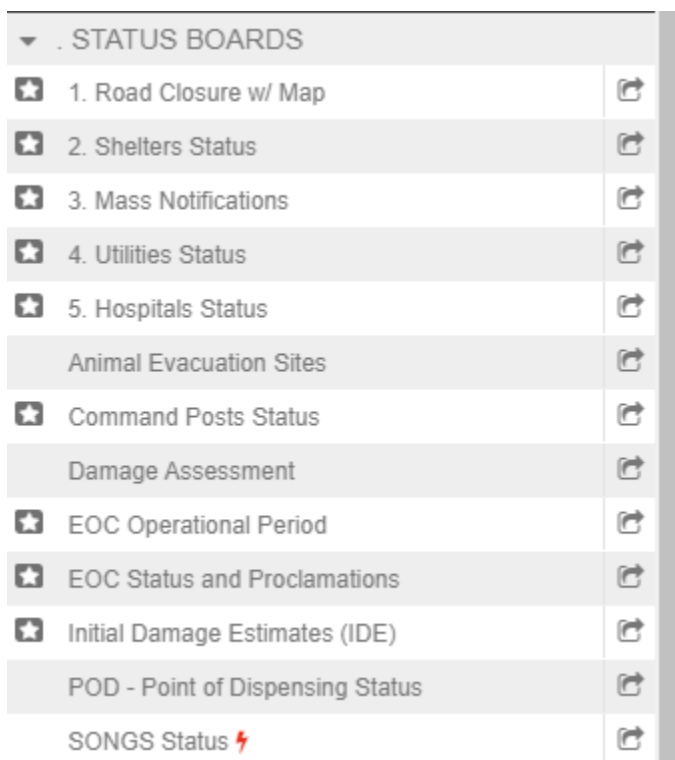 . STATUS BOARDS
1. Road Closure w/ Map
2. Shelters Status
3. Mass Notifications
4. Utilities Status
5. Hospitals Status
Animal Evacuation Sites
Command Posts Status
Damage Assessment
EOC Operational Period
EOC Status and Proclamations
Initial Damage Estimates (IDE)
POD - Point of Dispensing Status
SONGS Status